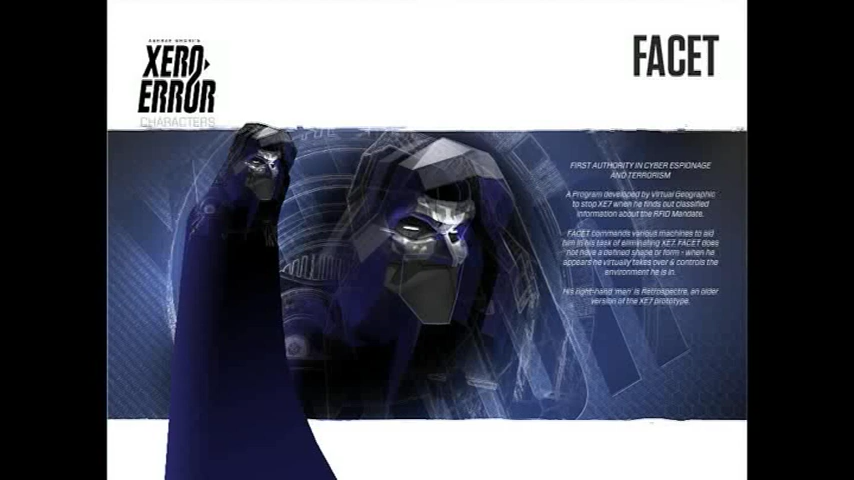 ASHRAF GHORI'S
XERO
ERROR
CHARACTERS
FACET
FIRST AUTHORITY IN CYBER ESPIONAGE
AND TERRORISM
A Program developed by Virtual Geographic
to stop XE7 when he finds out classified
information about the RFID Mandate.
FACET commands various machines to aid
him in his task of eliminating XE7. FACET does
not have a defined shape or form - when he
appears he virtually takes over & controls the
environment he is in.
His right-hand 'man' is Retrospectre, an older
version of the XE7 prototype.